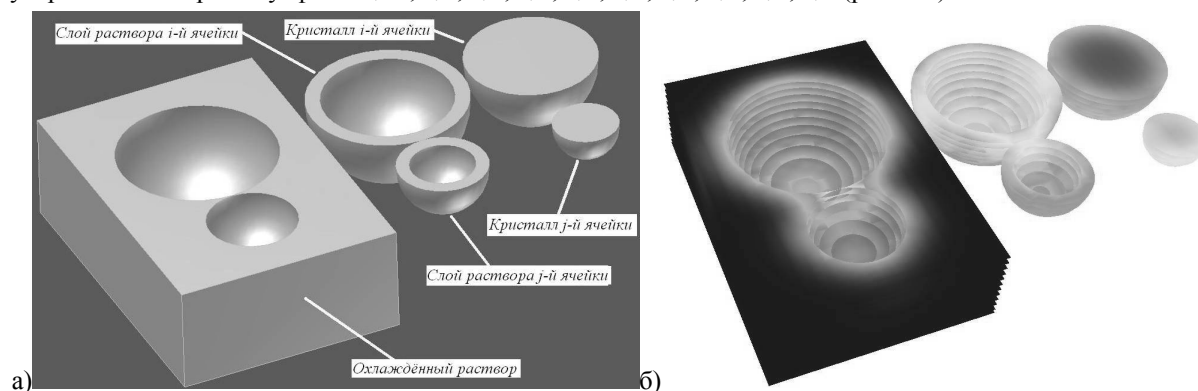 Слой раствора i-й ячейки
Кристалл i-й ячейки
Кристалл j-й ячейки
Слой раствора j-й ячейки
Охлаждённый раствор
а)
б)